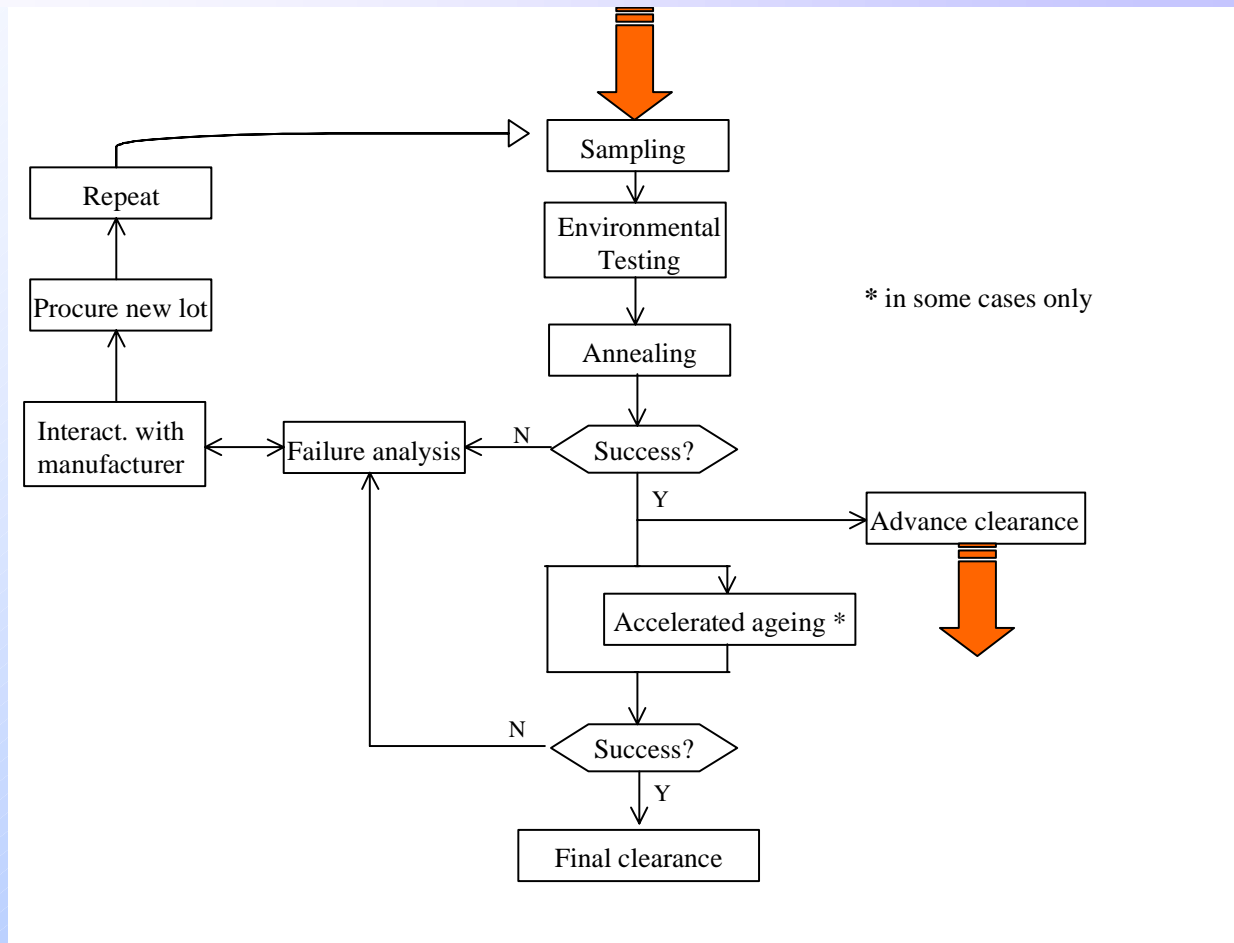 Sampling
Repeat
Environmental
Testing
Procure new lot
* in some cases only
Annealing
Interact. with
manufacturer
Failure analysis
N
Success?
Y
Advance clearance
Accelerated ageing *
N
Success?
Y
Final clearance